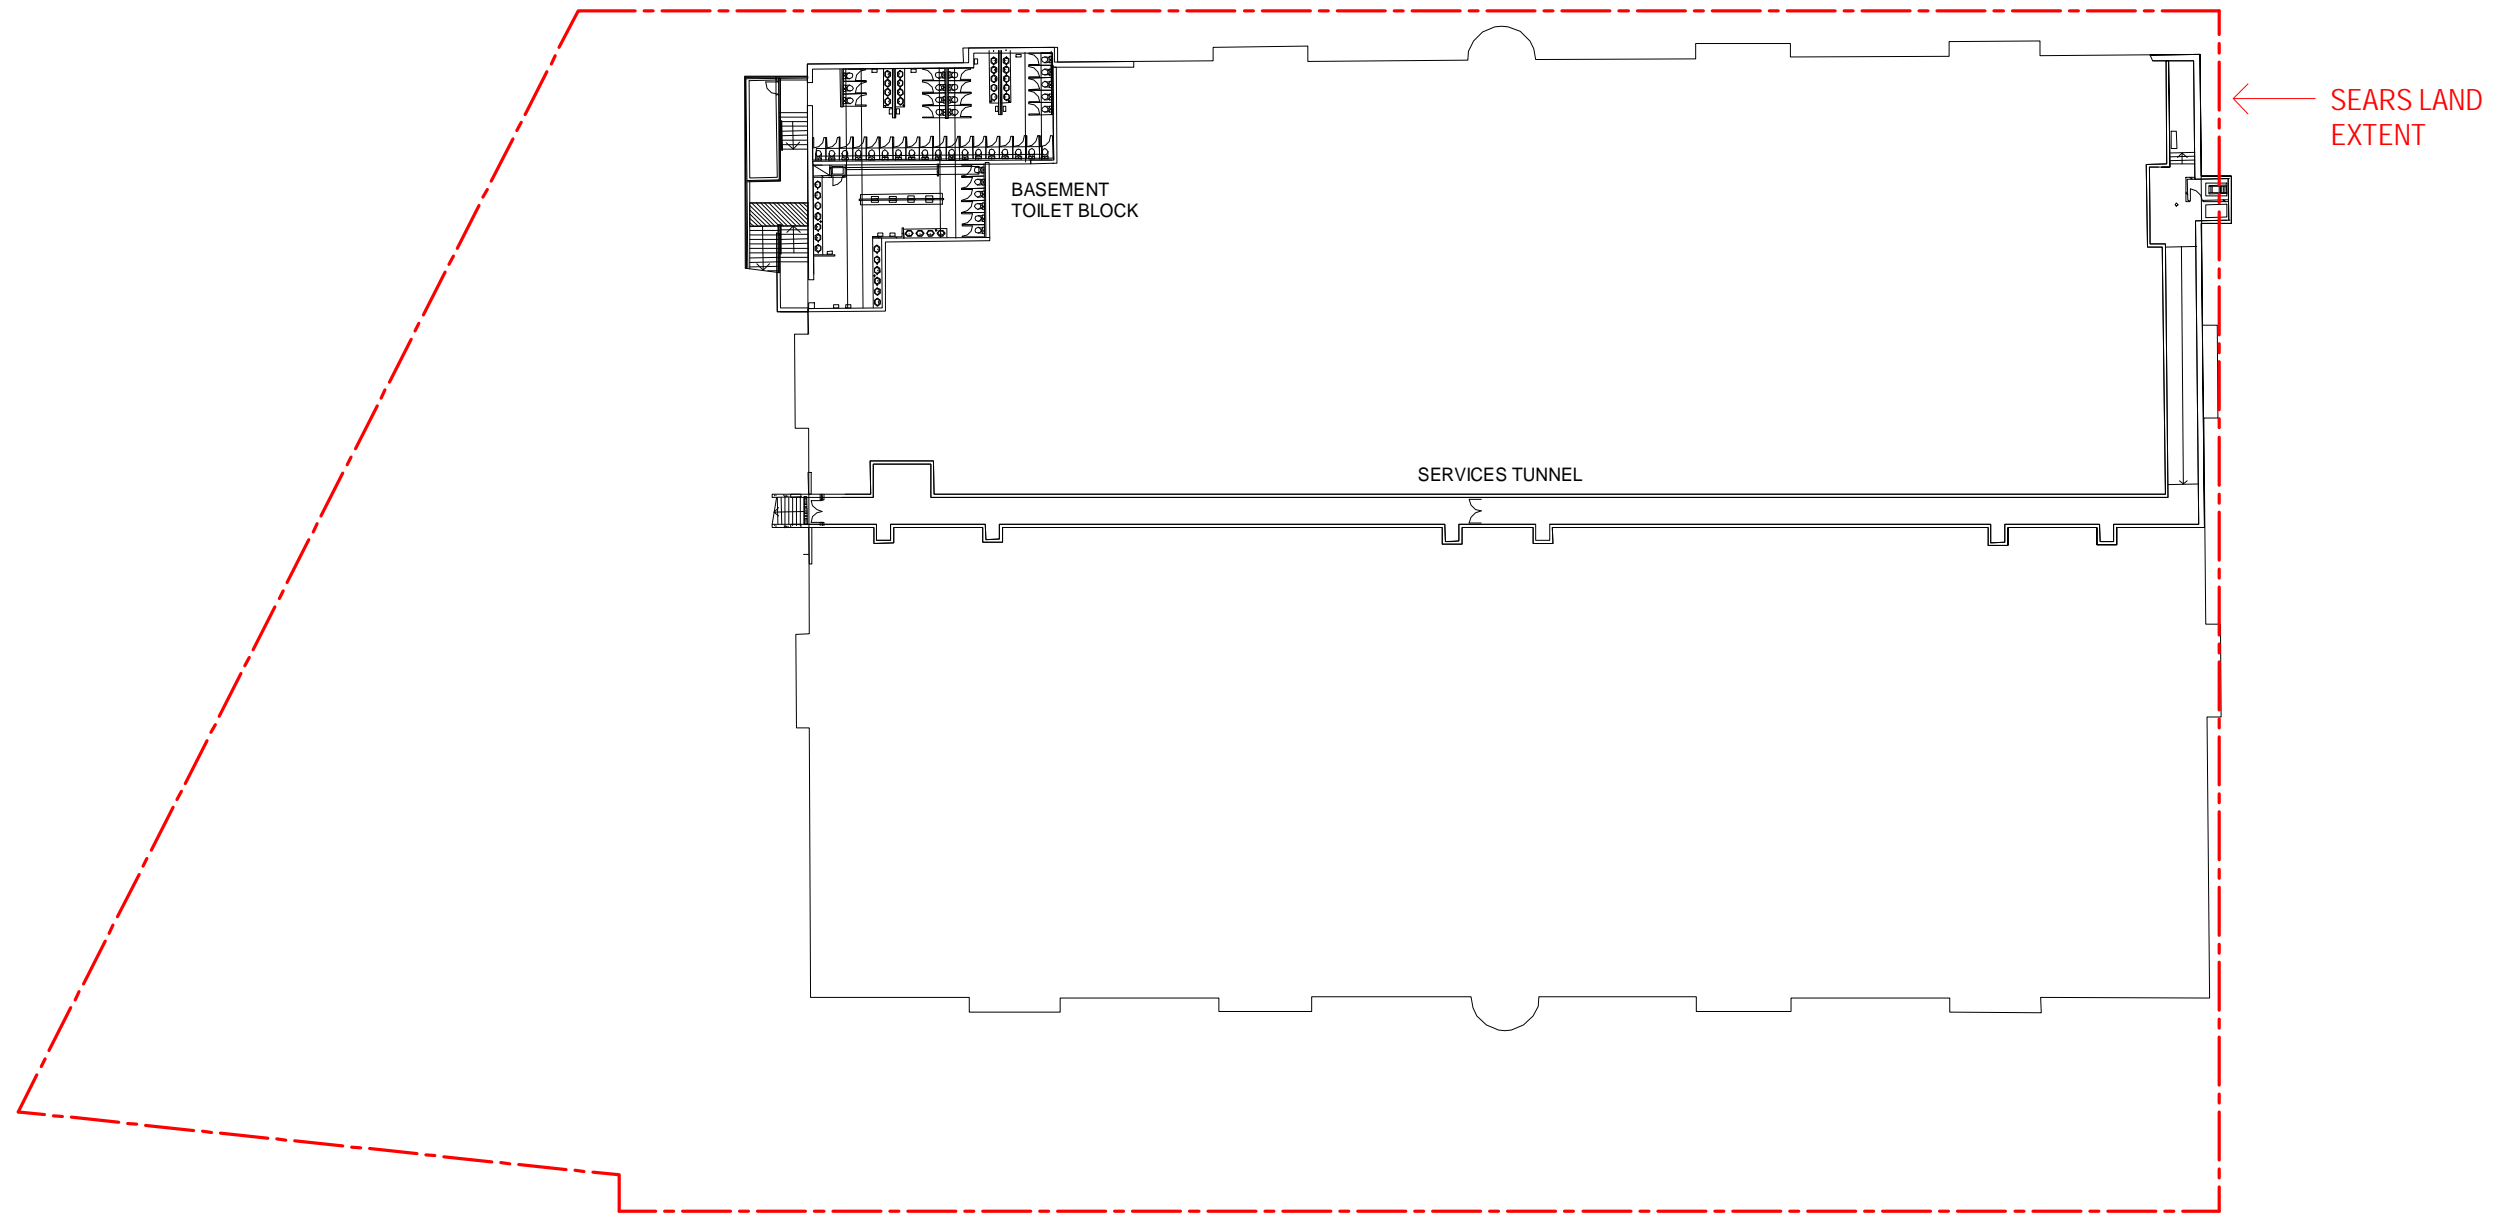 SEARS LAND
EXTENT
BASEMENT
TOILET BLOCK
SERVICES TUNNEL